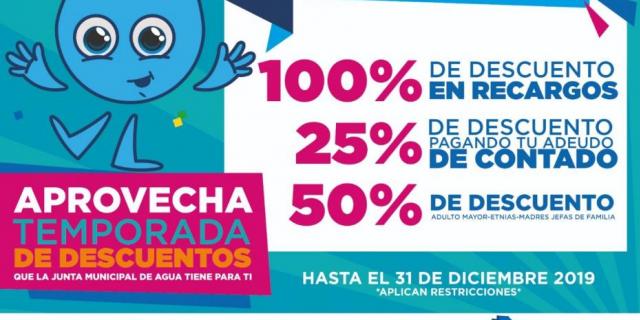 100% DE DESCUENTO
EN RECARGOS
25% DE DESCUENTO
PAGANDO TU ADEUDO
DE CONTADO
50% DE DESCUENTO
ADULTO MAYOR-ETNIAS-MADRES JEFAS DE FAMILIA
APROVECHA
TEMPORADA
DE DESCUENTOS
QUE LA JUNTA MUNICIPAL DE AGUA TIENE PARA TI
HASTA EL 31 DE DICIEMBRE 2019
*APLICAN RESTRICCIONES*